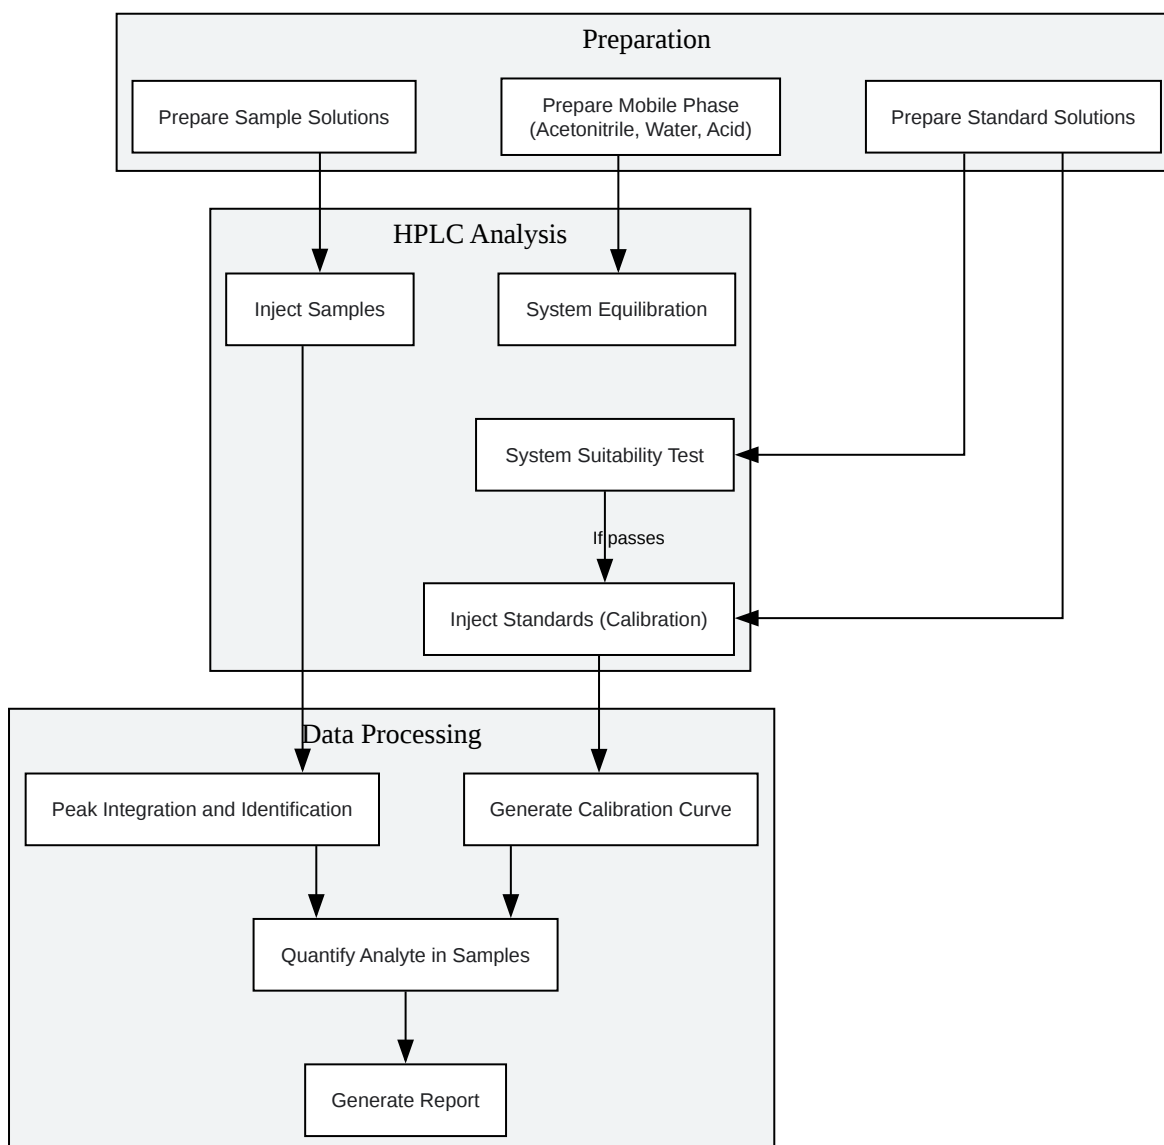 Preparation
Prepare Sample Solutions
Prepare Mobile Phase
(Acetonitrile, Water, Acid)
Prepare Standard Solutions
HPLC Analysis
Inject Samples
System Equilibration
System Suitability Test
If passes
Inject Standards (Calibration)
Data Processing
Peak Integration and Identification
Generate Calibration Curve
Quantify Analyte in Samples
Generate Report